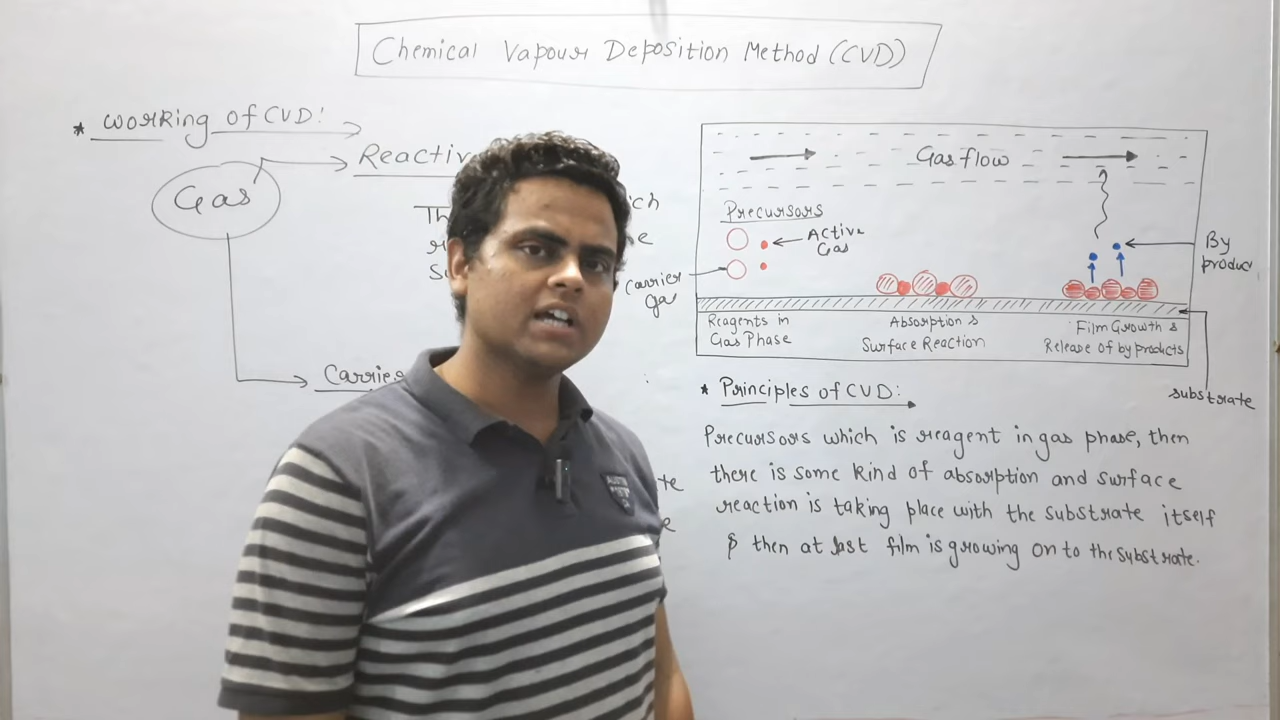 Chemical Vapour Deposition Method (CVD)
* Working of CVD:
Gas
Gas flow
Precursors
Active
Gas
Carrier
By
produc
Reagents in
Gas Phase
Absorption &
Surface Reaction
Film Growth &
Release of by products
substrate
* Principles of CVD:
Precursors which is reagent in gas phase, then
there is some kind of absorption and surface
reaction is taking place with the substrate itself
& then at last film is growing on to the substrate.